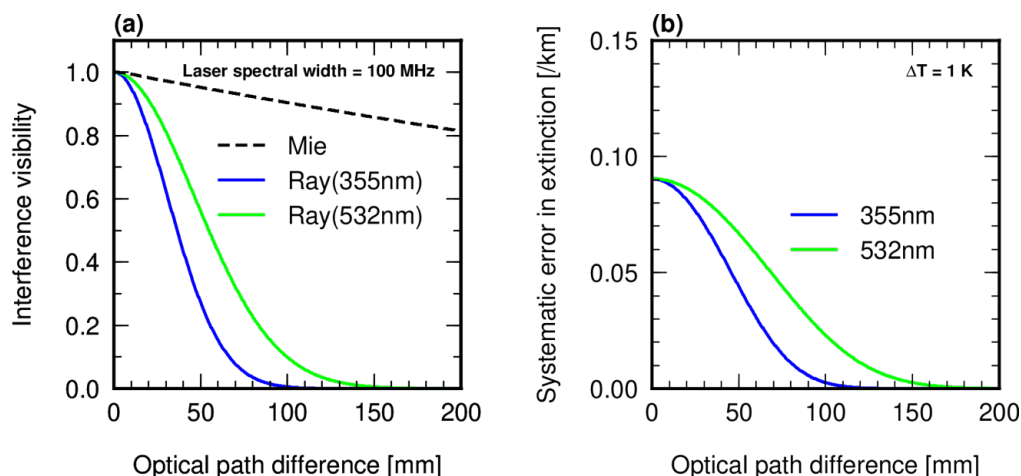 (a)
Laser spectral width = 100 MHz
Mie
Ray(355nm)
Ray(532nm)
Interference visibility
1.0
0.8
0.6
0.4
0.2
0.0
0 50 100 150 200
Optical path difference [mm]
(b)
ΔT = 1 K
355nm
532nm
Systematic error in extinction [/km]
0.15
0.10
0.05
0.00
0 50 100 150 200
Optical path difference [mm]